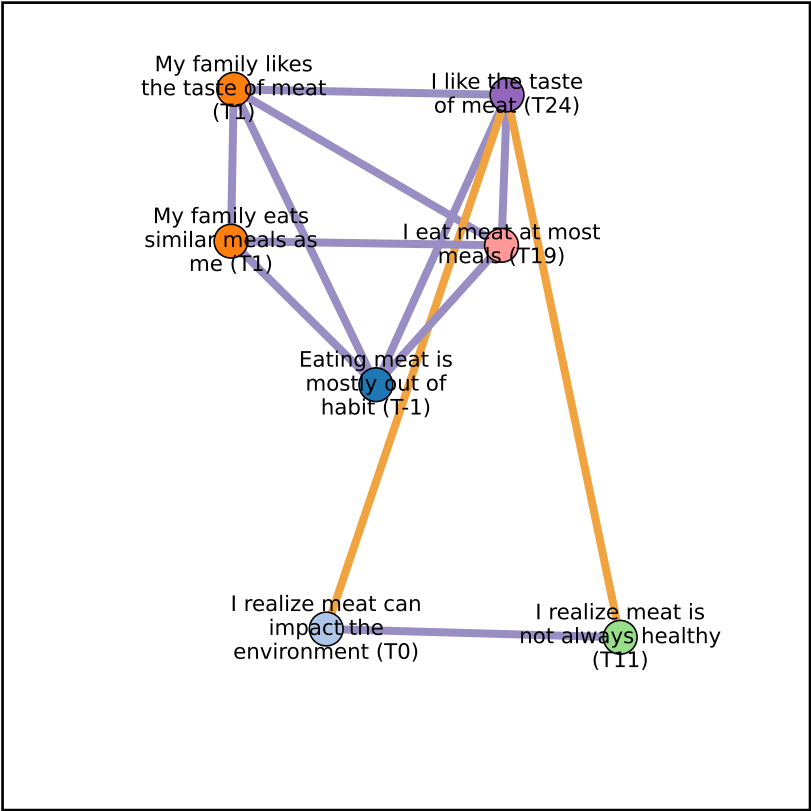 My family likes
the taste of meat
(T1)
I like the taste
of meat (T24)
My family eats
similar meals as
me (T1)
I eat meat at most
meals (T19)
Eating meat is
mostly out of
habit (T-1)
I realize meat can
impact the
environment (T0)
I realize meat is
not always healthy
(T11)